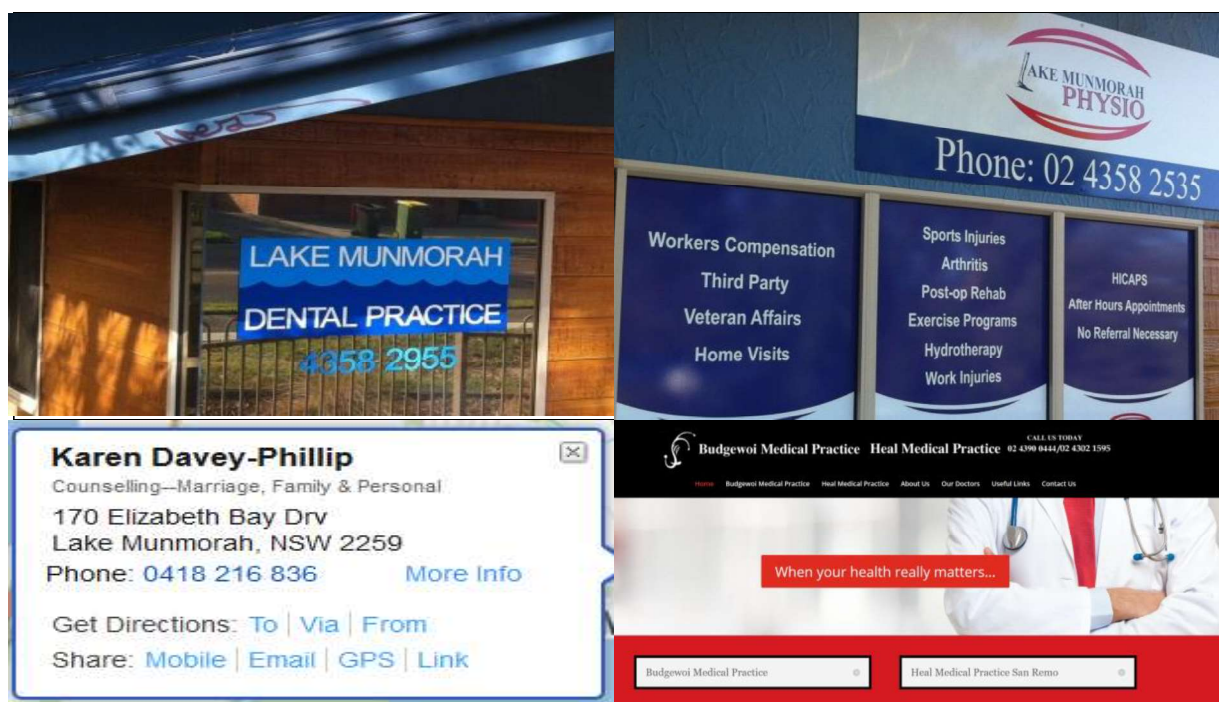 LAKE MUNMORAH
DENTAL PRACTICE
4358 2955
LAKE MUNMORAH
PHYSIO
Phone: 02 4358 2535
Workers Compensation
Third Party
Veteran Affairs
Home Visits
Sports Injuries
Arthritis
Post-op Rehab
Exercise Programs
Hydrotherapy
Work Injuries
HICAPS
After Hours Appointments
No Referral Necessary
Karen Davey-Phillip
Counselling--Marriage, Family & Personal
170 Elizabeth Bay Drv
Lake Munmorah, NSW 2259
Phone: 0418 216 836 More Info
Get Directions: To | Via | From
Share: Mobile | Email | GPS | Link
CALL US TODAY
Budgewoi Medical Practice Heal Medical Practice 02 4390 0444/02 4302 1595
Home Budgewoi Medical Practice Heal Medical Practice About Us Our Doctors Useful Links Contact Us
When your health really matters...
Budgewoi Medical Practice
Heal Medical Practice San Remo